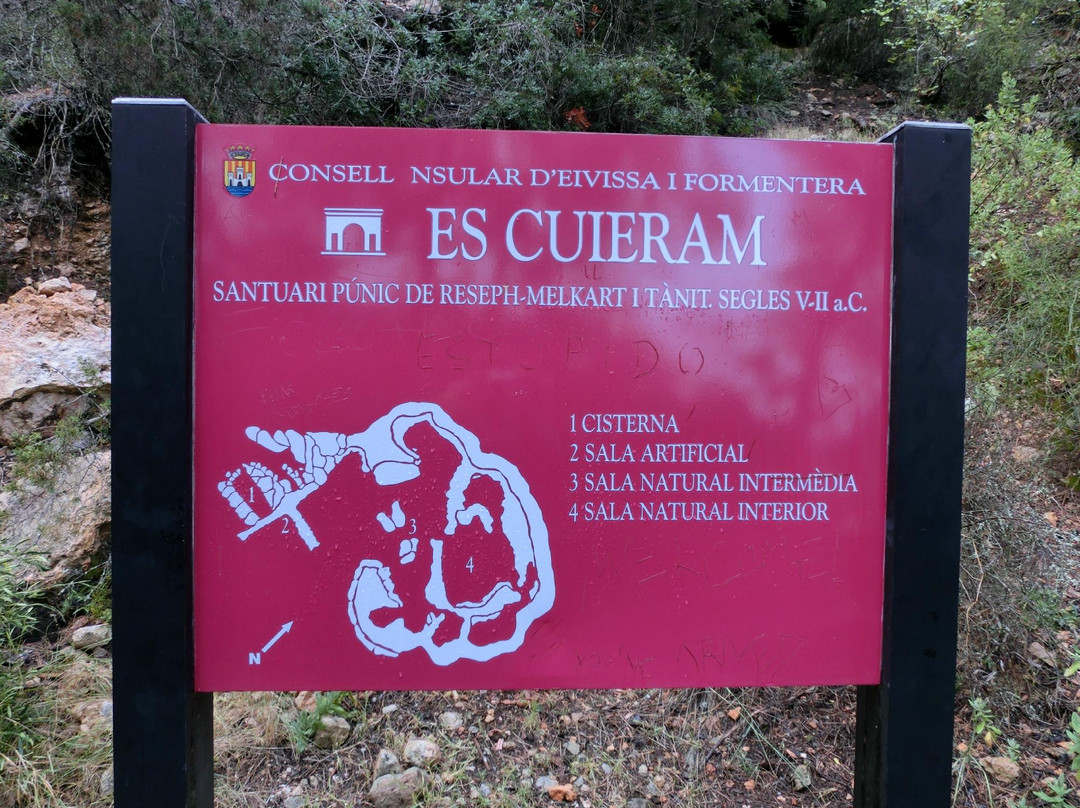 CONSELL NSULAR D'EIVISSA I FORMENTERA
ES CUIERAM
SANTUARI PÚNIC DE RESEPH-MELKART I TÀNIT. SEGLES V-II a.C.
1 CISTERNA
2 SALA ARTIFICIAL
3 SALA NATURAL INTERMÈDIA
4 SALA NATURAL INTERIOR
1
2
3
4
N